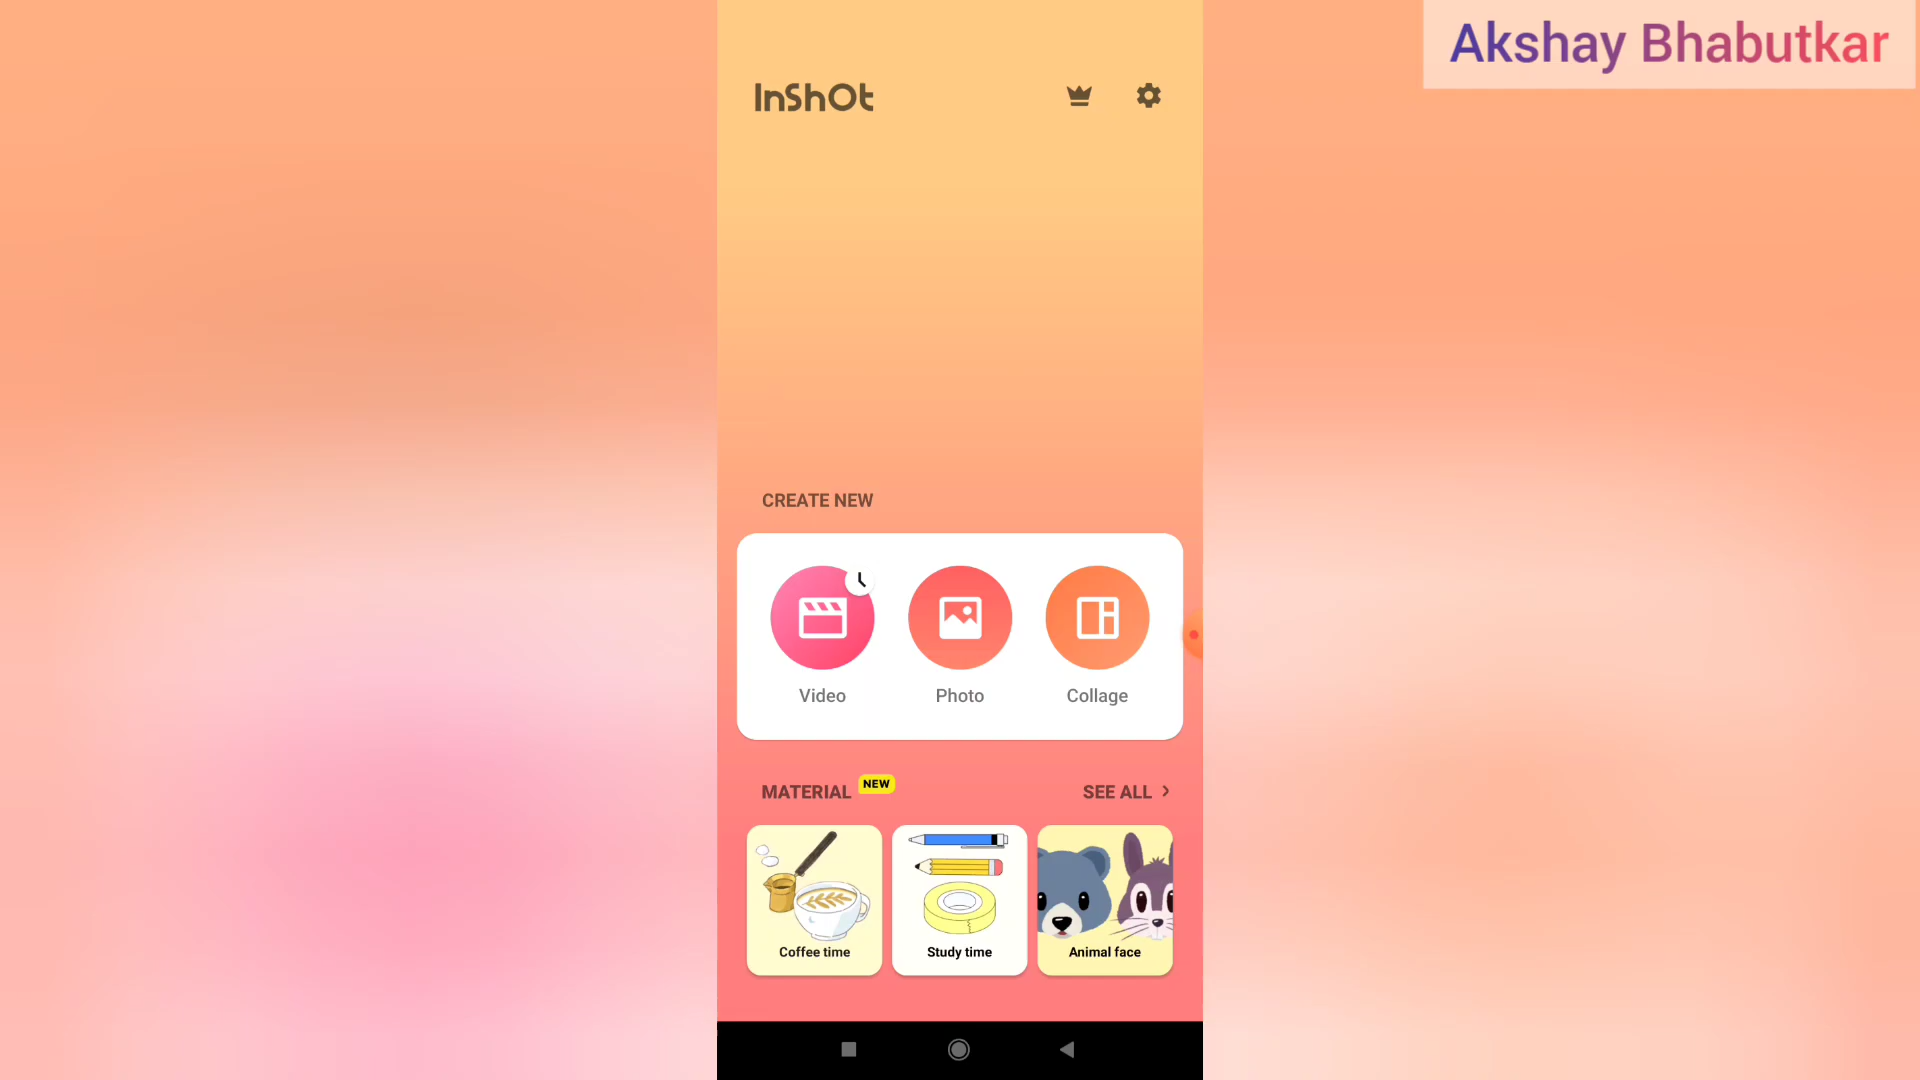 Akshay Bhabutkar
InShOt
CREATE NEW
Video
Photo
Collage
MATERIAL NEW
SEE ALL >
Coffee time
Study time
Animal face